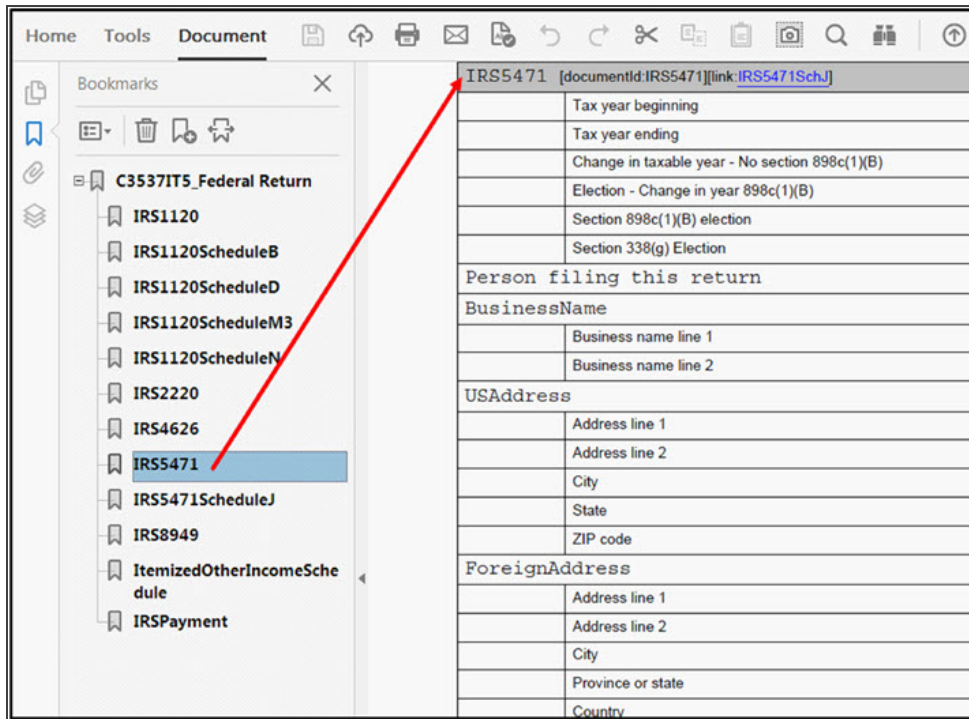 Home Tools Document
Bookmarks
C3537IT5_Federal Return
IRS1120
IRS1120ScheduleB
IRS1120ScheduleD
IRS1120ScheduleM3
IRS1120ScheduleN
IRS2220
IRS4626
IRS5471
IRS5471ScheduleJ
IRS8949
ItemizedOtherIncomeSche
dule
IRSPayment
IRS5471 [documentId:IRS5471][link:IRS5471SchJ]
Tax year beginning
Tax year ending
Change in taxable year - No section 898c(1)(B)
Election - Change in year 898c(1)(B)
Section 898c(1)(B) election
Section 338(g) Election
Person filing this return
BusinessName
Business name line 1
Business name line 2
USAddress
Address line 1
Address line 2
City
State
ZIP code
ForeignAddress
Address line 1
Address line 2
City
Province or state
Country